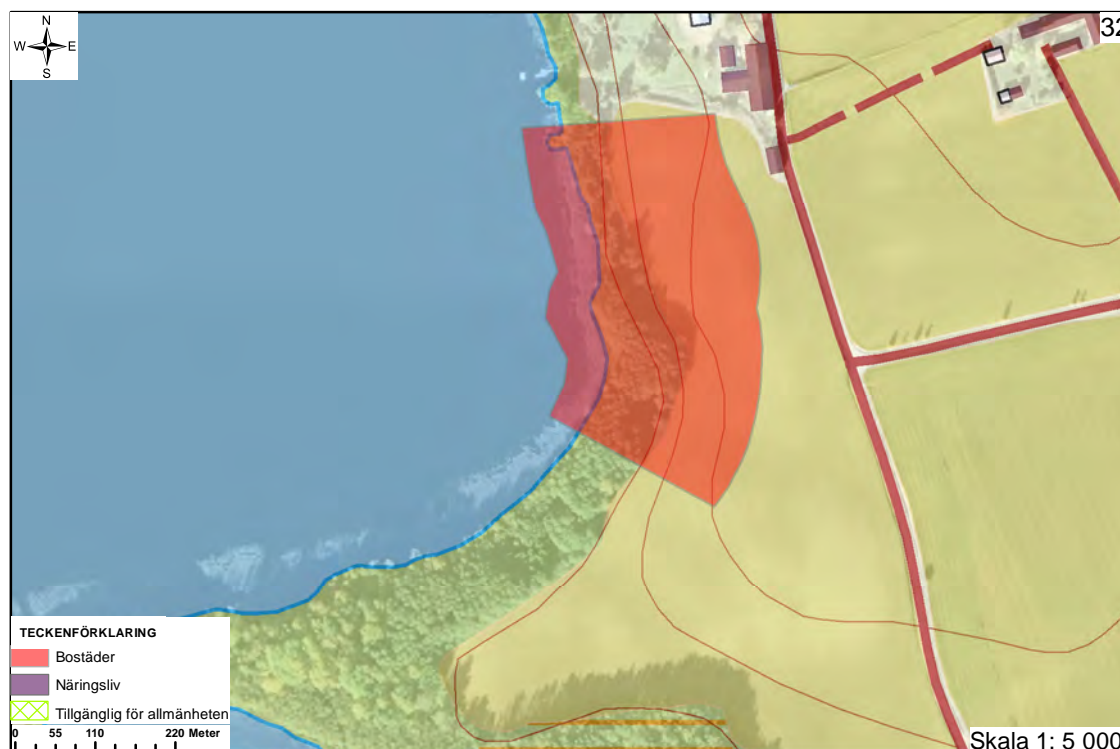 N
W E
S
32
TECKENFÖRKLARING
Bostäder
Näringsliv
Tillgänglig för allmänheten
0 55 110 220 Meter
Skala 1: 5 000